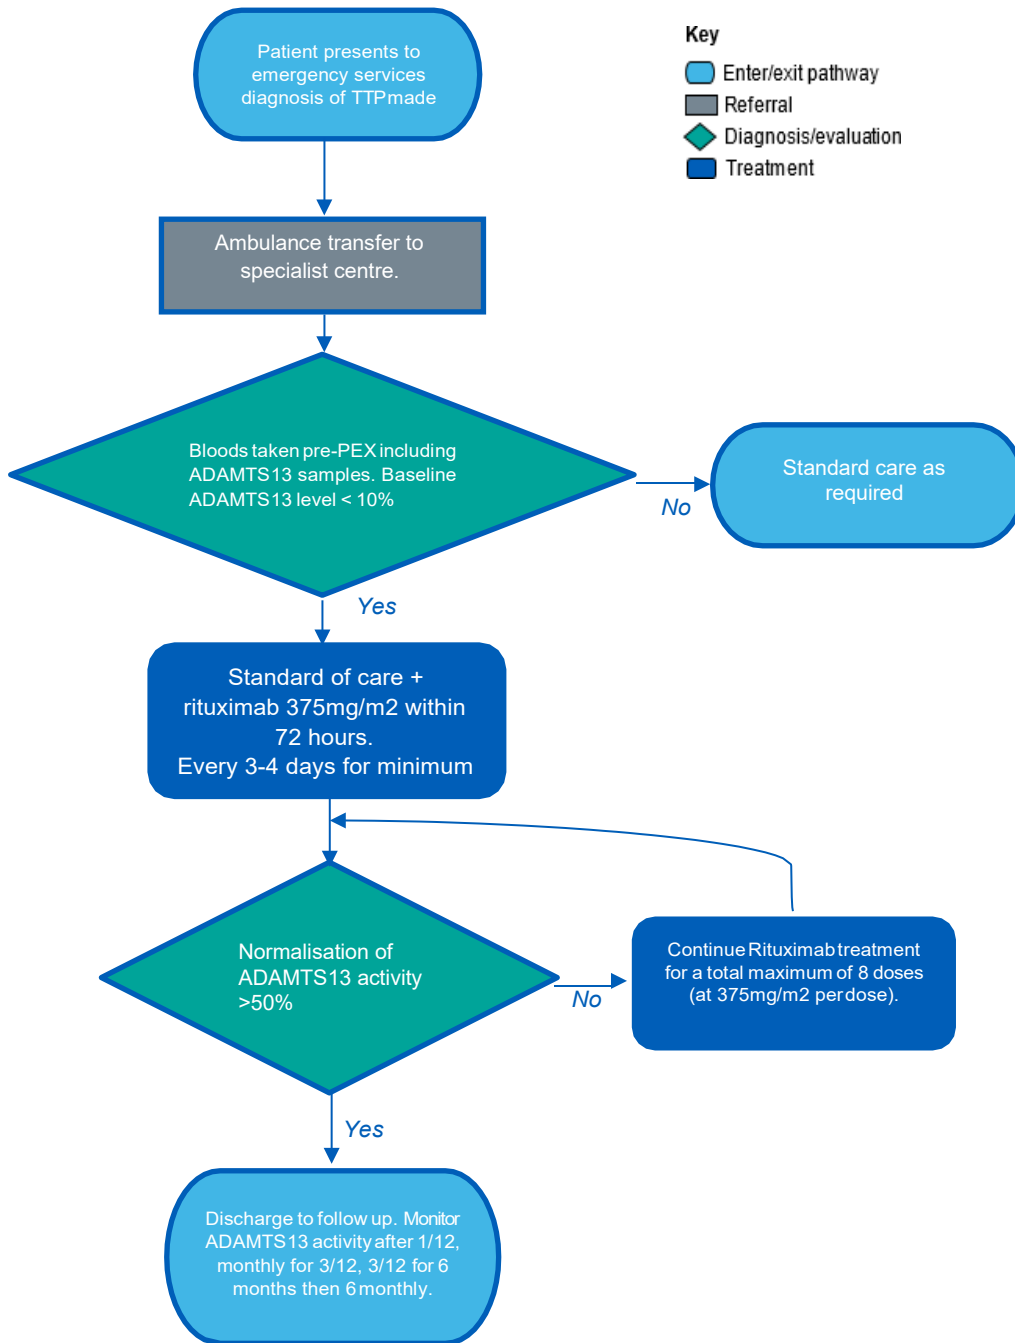 Patient presents to
emergency services
diagnosis of TTP made
Key
Enter/exit pathway
Referral
Diagnosis/evaluation
Treatment
Ambulance transfer to
specialist centre.
Bloods taken pre-PEX including
ADAMTS13 samples. Baseline
ADAMTS13 level < 10%
No
Standard care as
required
Yes
Standard of care +
rituximab 375mg/m2 within
72 hours.
Every 3-4 days for minimum
Normalisation of
ADAMTS13 activity
>50%
No
Continue Rituximab treatment
for a total maximum of 8 doses
(at 375mg/m2 per dose).
Yes
Discharge to follow up. Monitor
ADAMTS13 activity after 1/12,
monthly for 3/12, 3/12 for 6
months then 6 monthly.